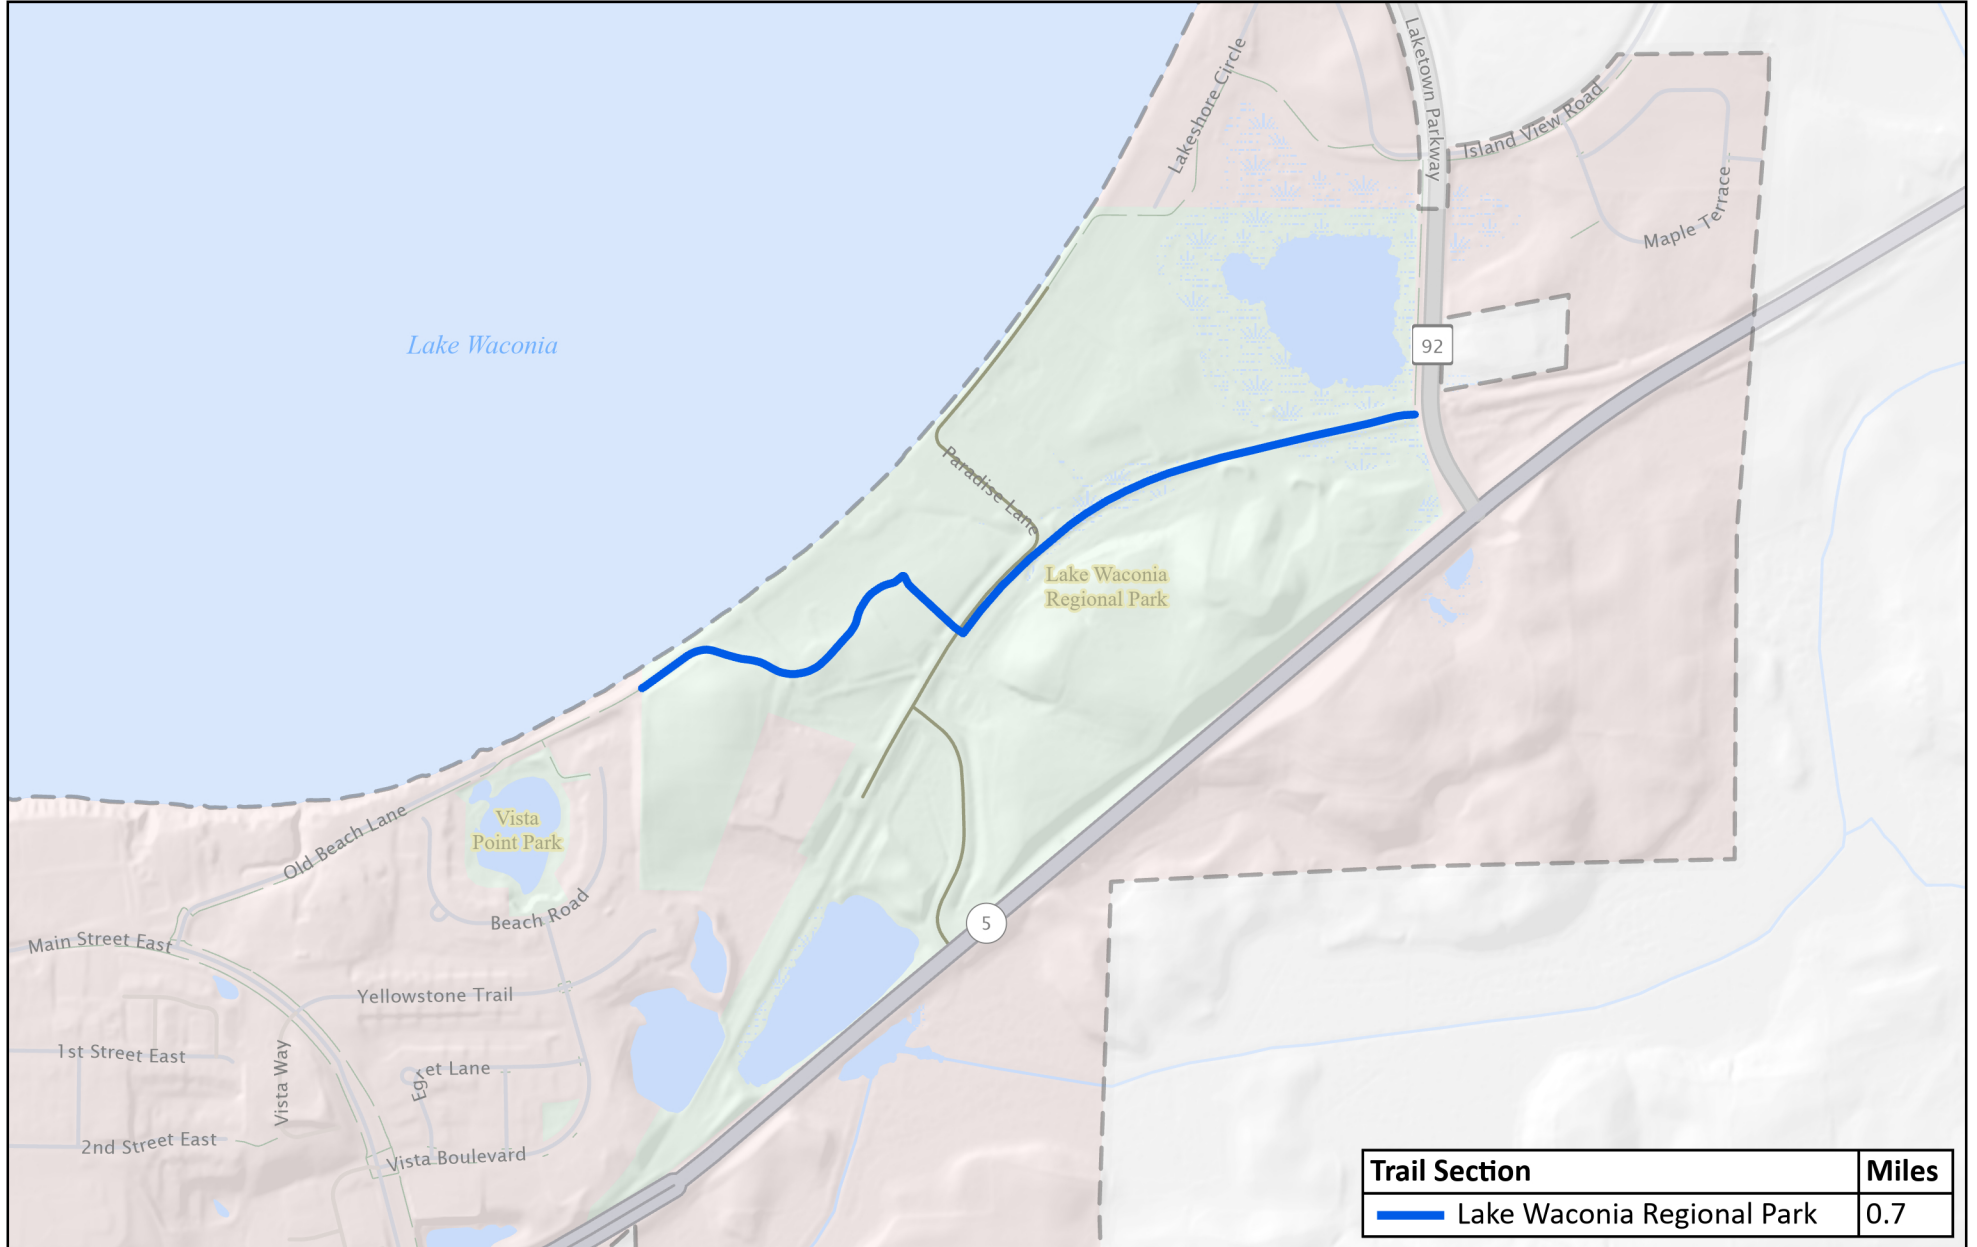 Laketown Parkway
Lakeshore Circle
Island View Road
Maple Terrace
Lake Waconia
92
Paradise Lane
Lake Waconia
Regional Park
Vista
Point Park
Old Beach Lane
Beach Road
5
Main Street East
Yellowstone Trail
1st Street East
Vista Way
Egret Lane
2nd Street East
Vista Boulevard
Trail Section Miles
Lake Waconia Regional Park 0.7